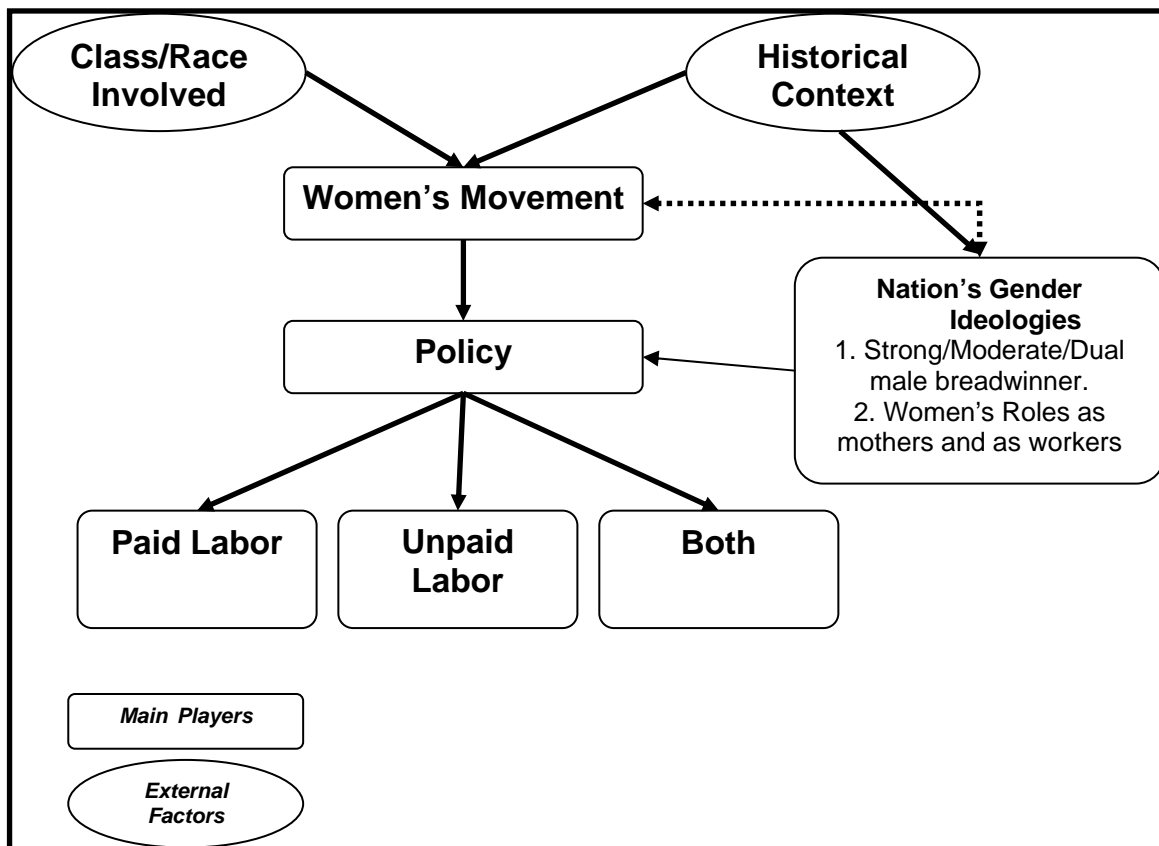 Class/Race
Involved
Historical
Context
Women’s Movement
Nation’s Gender
Ideologies
1. Strong/Moderate/Dual
male breadwinner.
2. Women’s Roles as
mothers and as workers
Policy
Paid Labor
Unpaid
Labor
Both
Main Players
External
Factors